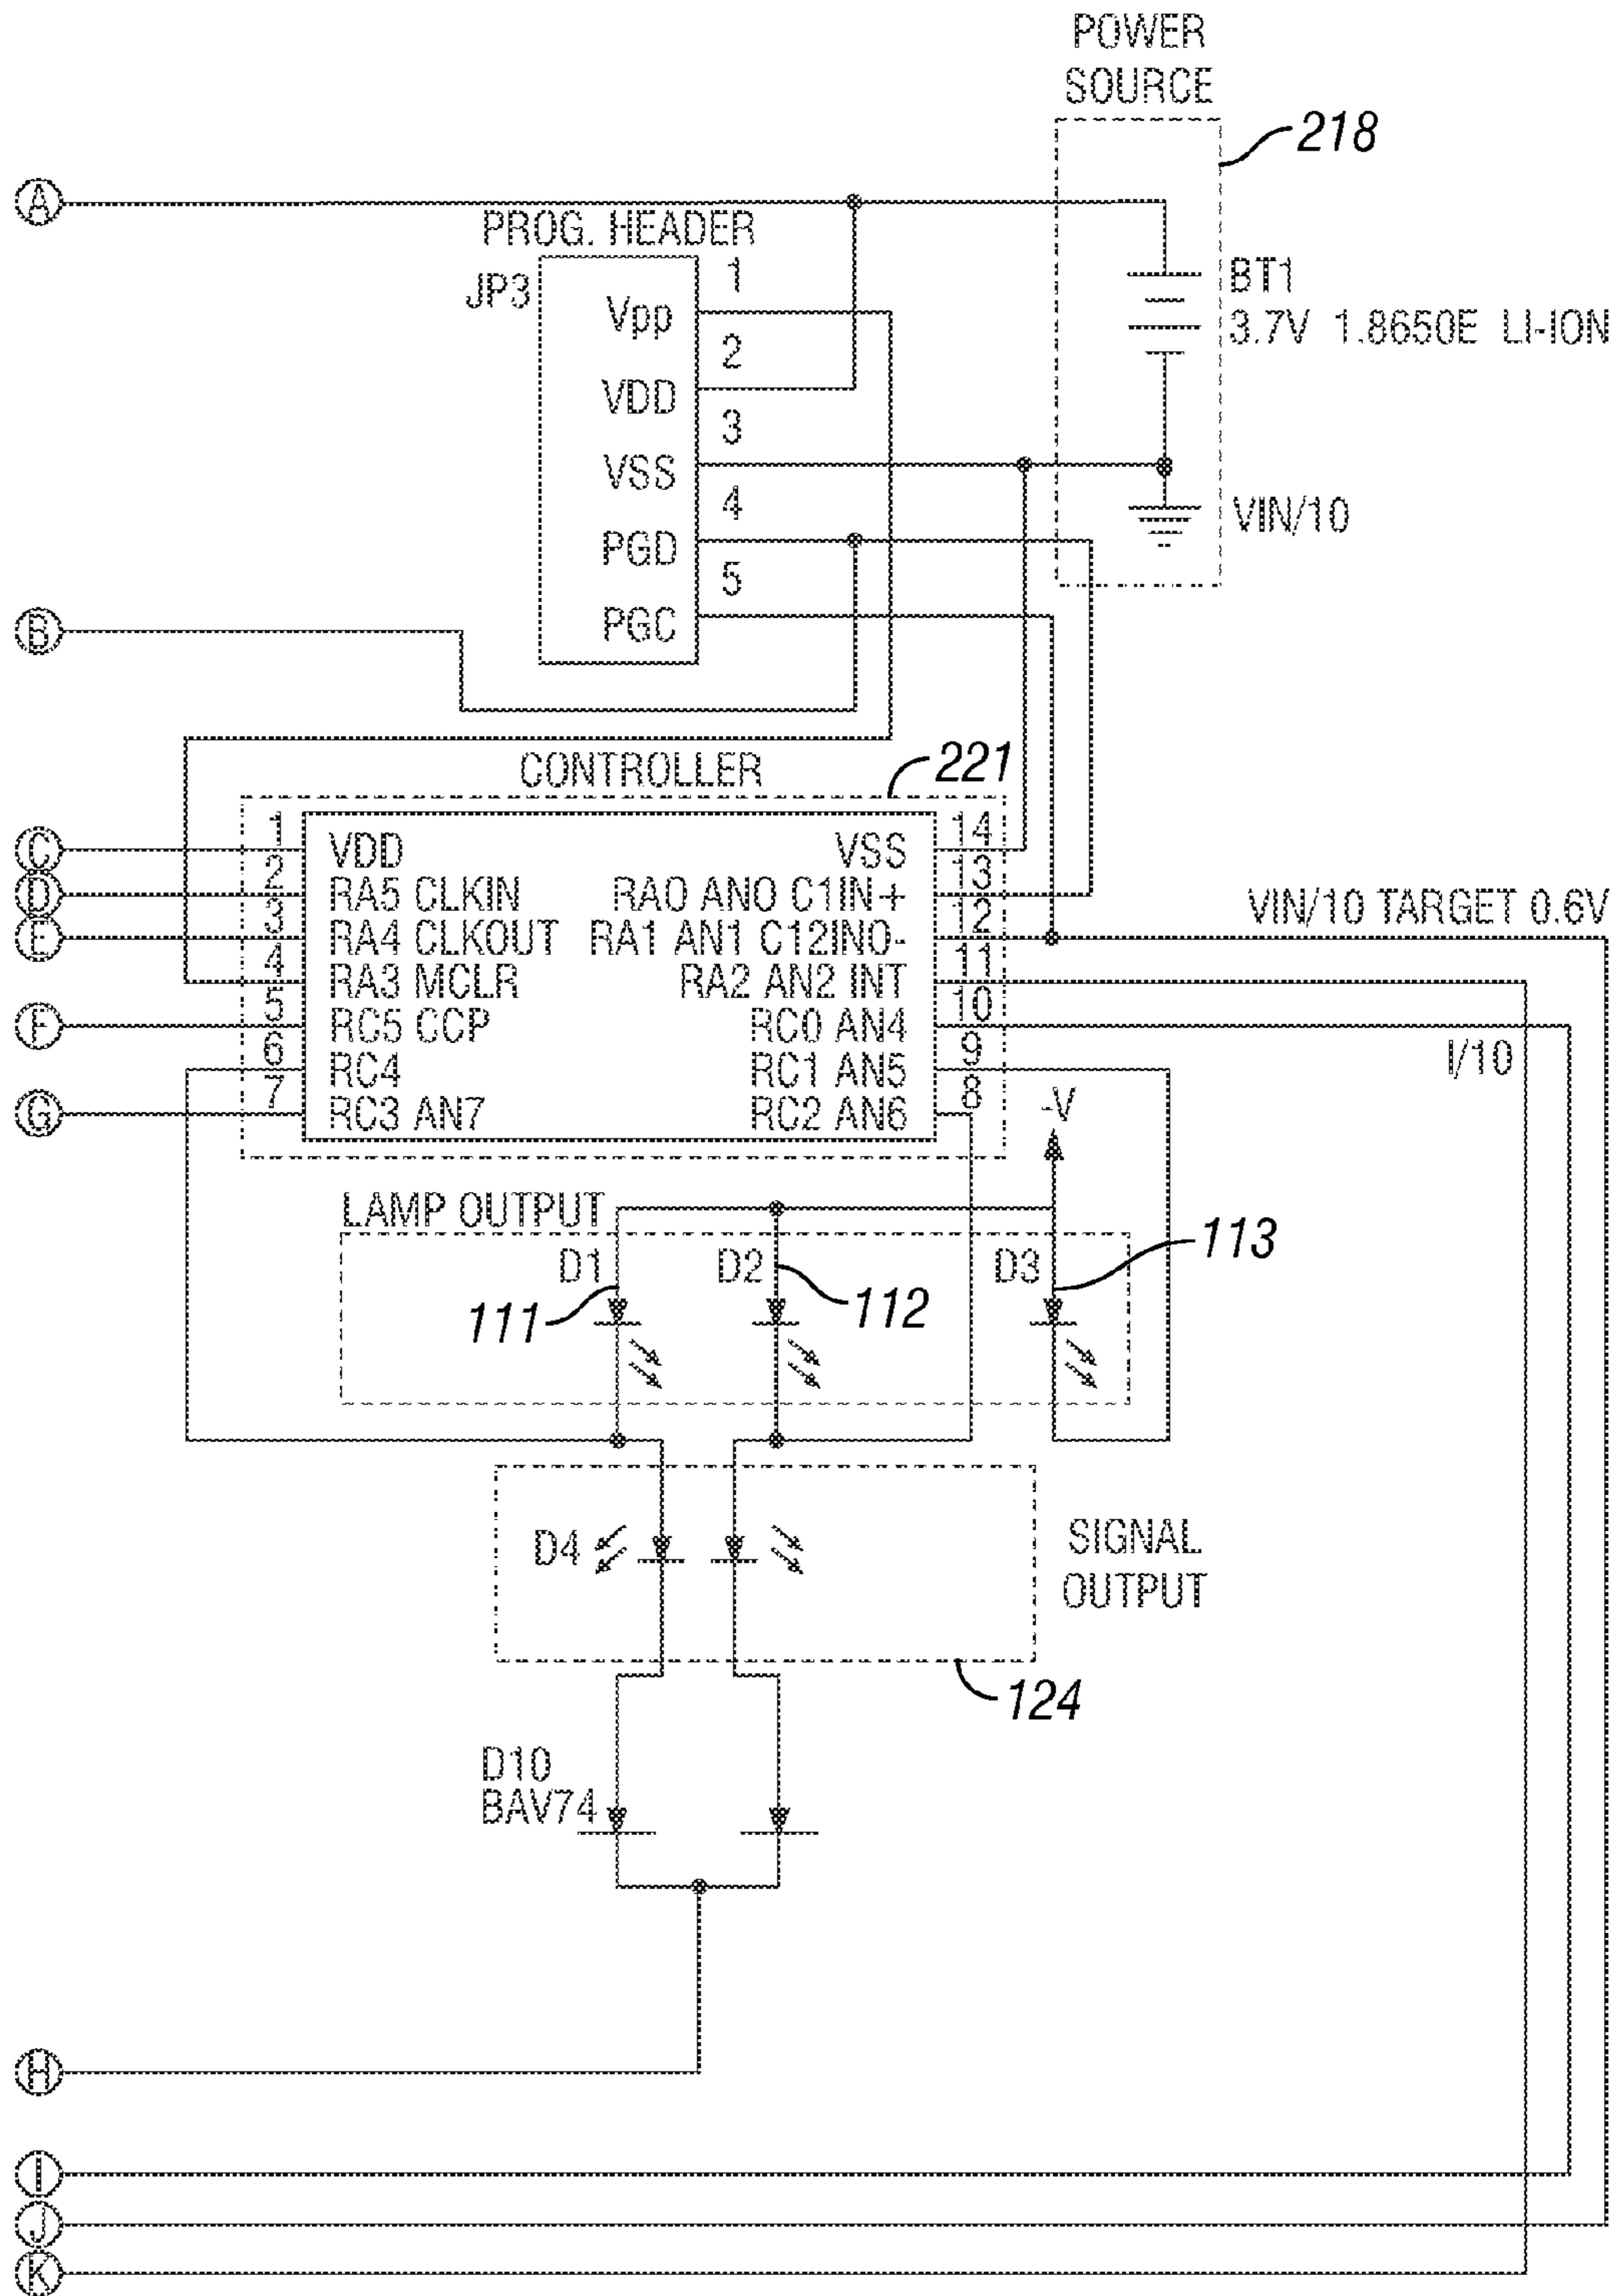 POWER
SOURCE
218
A
PROG. HEADER
JP3
1
Vpp
2
VDD
3
VSS
4
PGD
5
PGC
BT1
3.7V 1.8650E LI-ION
VIN/10
B
CONTROLLER
221
C
1
VDD
VSS
14
D
2
RA5 CLKIN
RA0 AN0 C1IN+
13
VIN/10 TARGET 0.6V
E
3
RA4 CLKOUT
RA1 AN1 C12IN0-
12
4
RA3 MCLR
RA2 AN2 INT
11
F
5
RC5 CCP
RC0 AN4
10
I/10
6
RC4
RC1 AN5
9
G
7
RC3 AN7
RC2 AN6
8
-V
LAMP OUTPUT
D1
D2
D3
113
111
112
D4
SIGNAL
OUTPUT
124
D10
BAV74
H
I
J
K